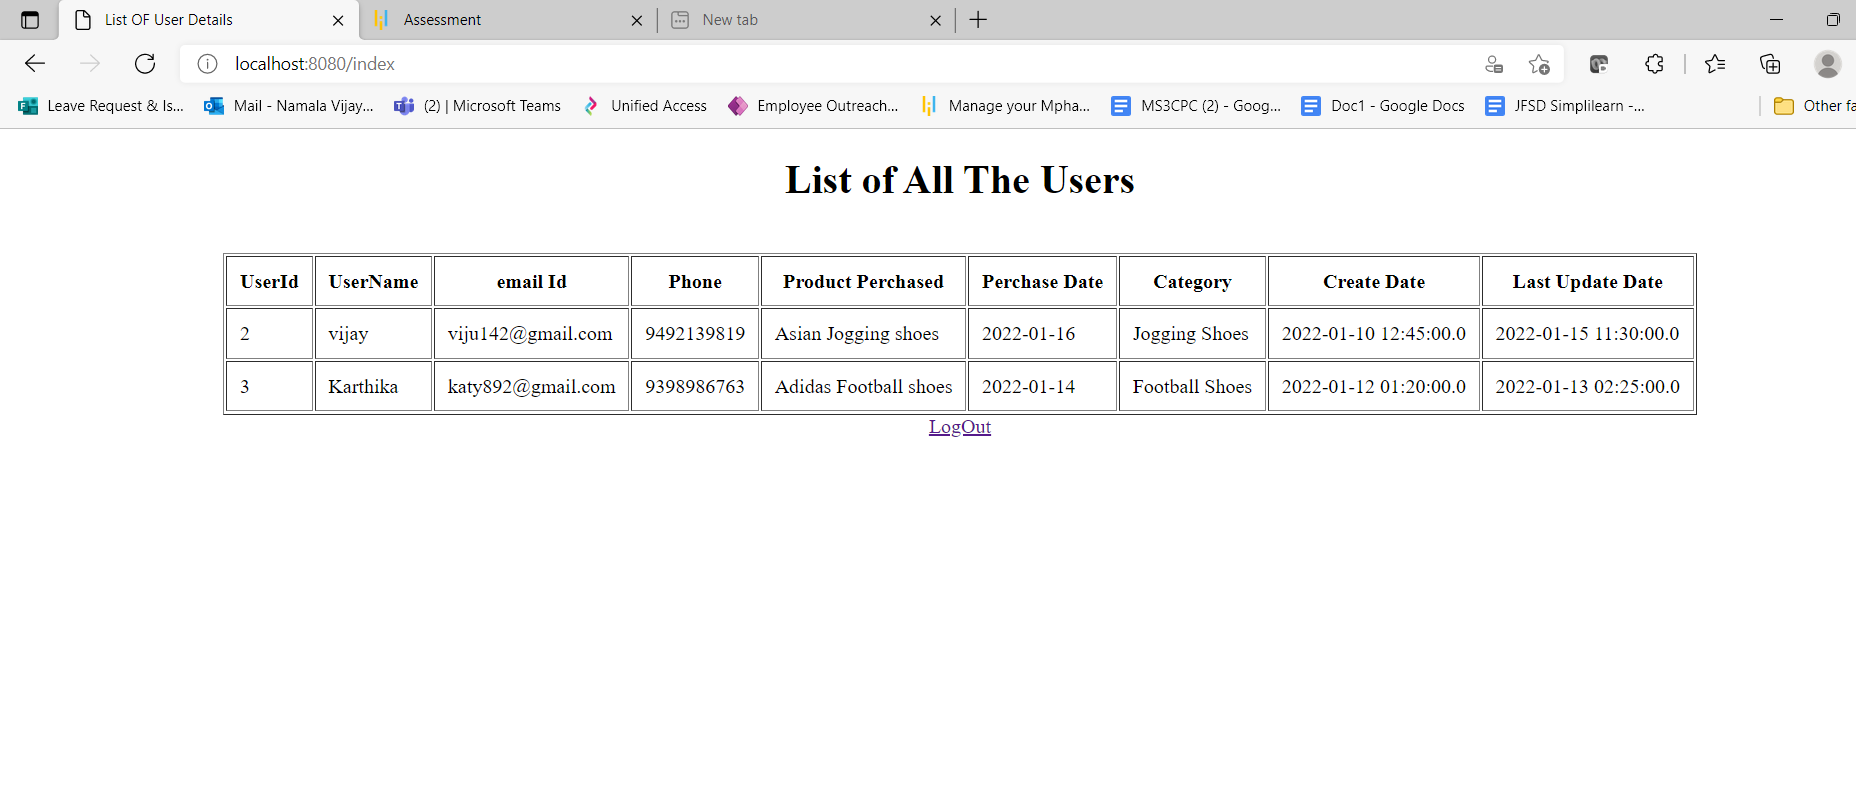 List OF User Details
Assessment
New tab
localhost:8080/index
Leave Request & Is...
Mail - Namala Vijay...
(2) | Microsoft Teams
Unified Access
Employee Outreach...
Manage your Mpha...
MS3CPC (2) - Goog...
Doc1 - Google Docs
JFSD Simplilearn -...
Other fa
List of All The Users
UserId UserName email Id Phone Product Perchased Perchase Date Category Create Date Last Update Date
2 vijay viju142@gmail.com 9492139819 Asian Jogging shoes 2022-01-16 Jogging Shoes 2022-01-10 12:45:00.0 2022-01-15 11:30:00.0
3 Karthika katy892@gmail.com 9398986763 Adidas Football shoes 2022-01-14 Football Shoes 2022-01-12 01:20:00.0 2022-01-13 02:25:00.0
LogOut